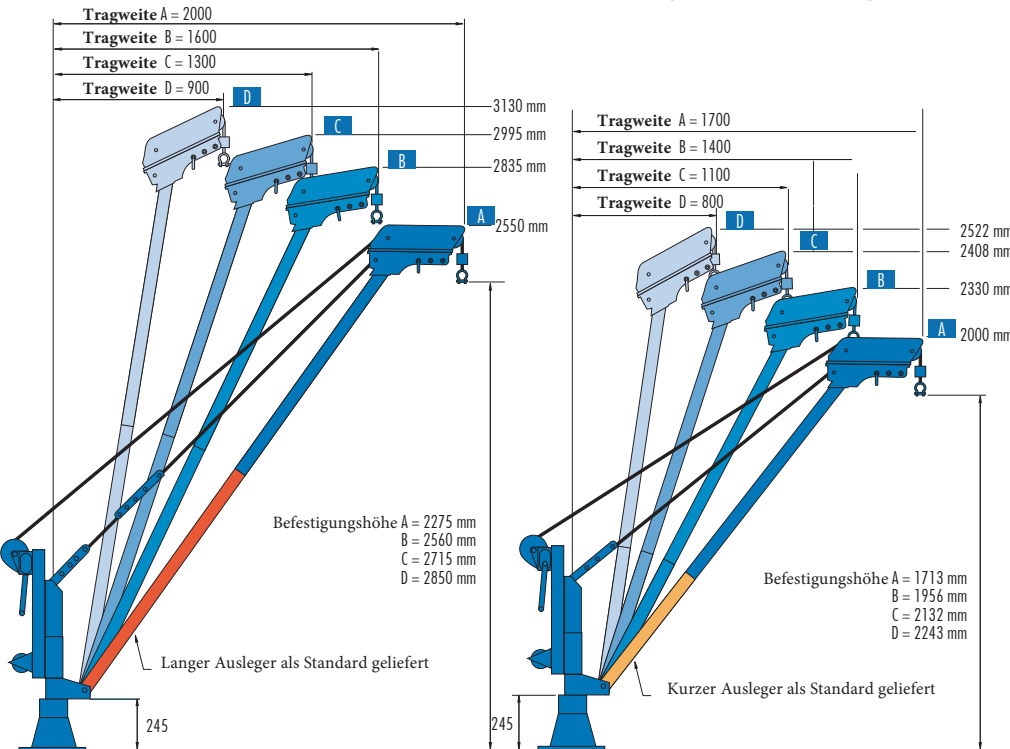 Tragweite A = 2000
Tragweite B = 1600
Tragweite C = 1300
Tragweite D = 900
D
3130 mm
C
2995 mm
B
2835 mm
A
2550 mm
Befestigungshöhe A = 2275 mm
B = 2560 mm
C = 2715 mm
D = 2850 mm
Langer Ausleger als Standard geliefert
245
Tragweite A = 1700
Tragweite B = 1400
Tragweite C = 1100
Tragweite D = 800
D
2522 mm
C
2408 mm
B
2330 mm
A
2000 mm
Befestigungshöhe A = 1713 mm
B = 1956 mm
C = 2132 mm
D = 2243 mm
Kurzer Ausleger als Standard geliefert
245